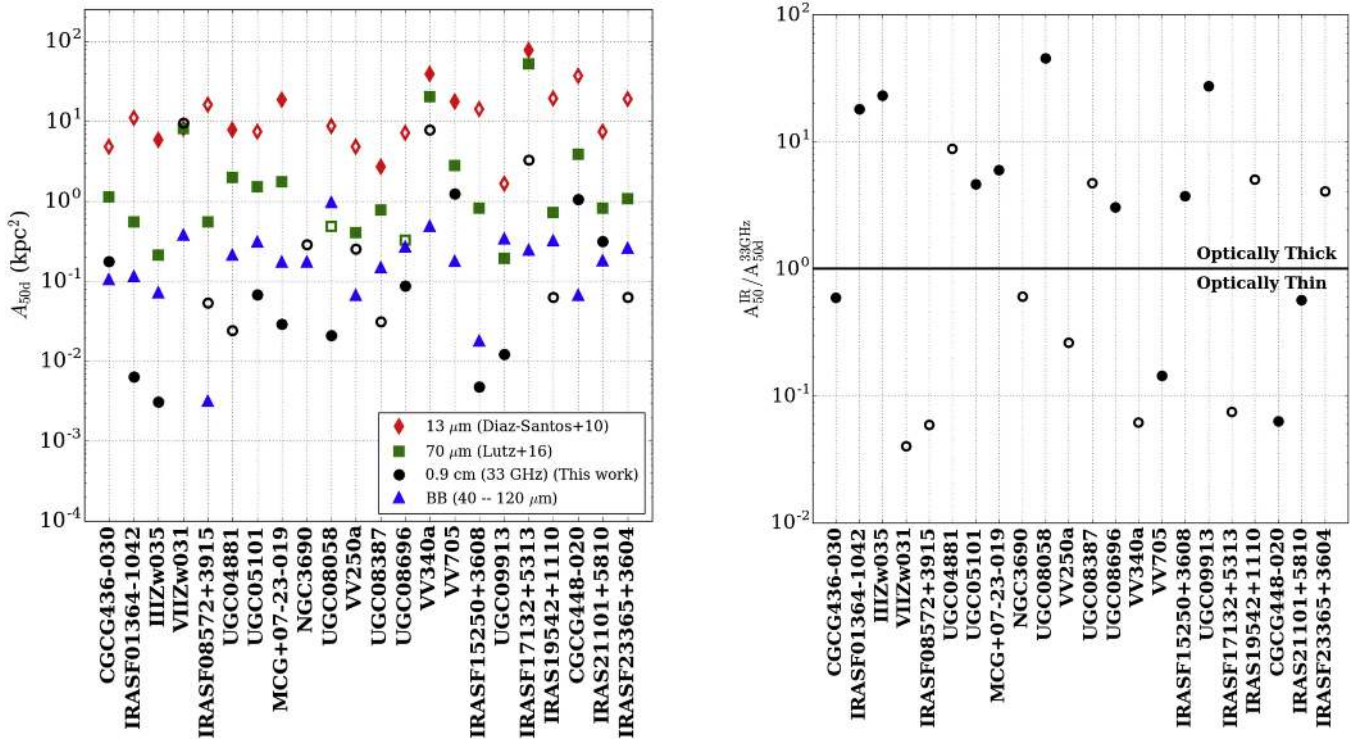 A50d (kpc²)
10²
10¹
10⁰
10⁻¹
10⁻²
10⁻³
10⁻⁴
13 μm (Diaz-Santos+10)
70 μm (Lutz+16)
0.9 cm (33 GHz) (This work)
BB (40 -- 120 μm)
CGCG436-030
IRASF01364-1042
IIIZw035
VIIZw031
IRASF08572+3915
UGC04881
UGC05101
MCG+07-23-019
NGC3690
UGC08058
VV250a
UGC08387
UGC08696
VV340a
VV705
IRASF15250+3608
UGC09913
IRASF17132+5313
IRAS19542+1110
CGCG448-020
IRAS21101+5810
IRASF23365+3604
A50^IR/A50d^33GHz
10²
10¹
10⁰
10⁻¹
10⁻²
Optically Thick
Optically Thin
CGCG436-030
IRASF01364-1042
IIIZw035
VIIZw031
IRASF08572+3915
UGC04881
UGC05101
MCG+07-23-019
NGC3690
UGC08058
VV250a
UGC08387
UGC08696
VV340a
VV705
IRASF15250+3608
UGC09913
IRASF17132+5313
IRAS19542+1110
CGCG448-020
IRAS21101+5810
IRASF23365+3604